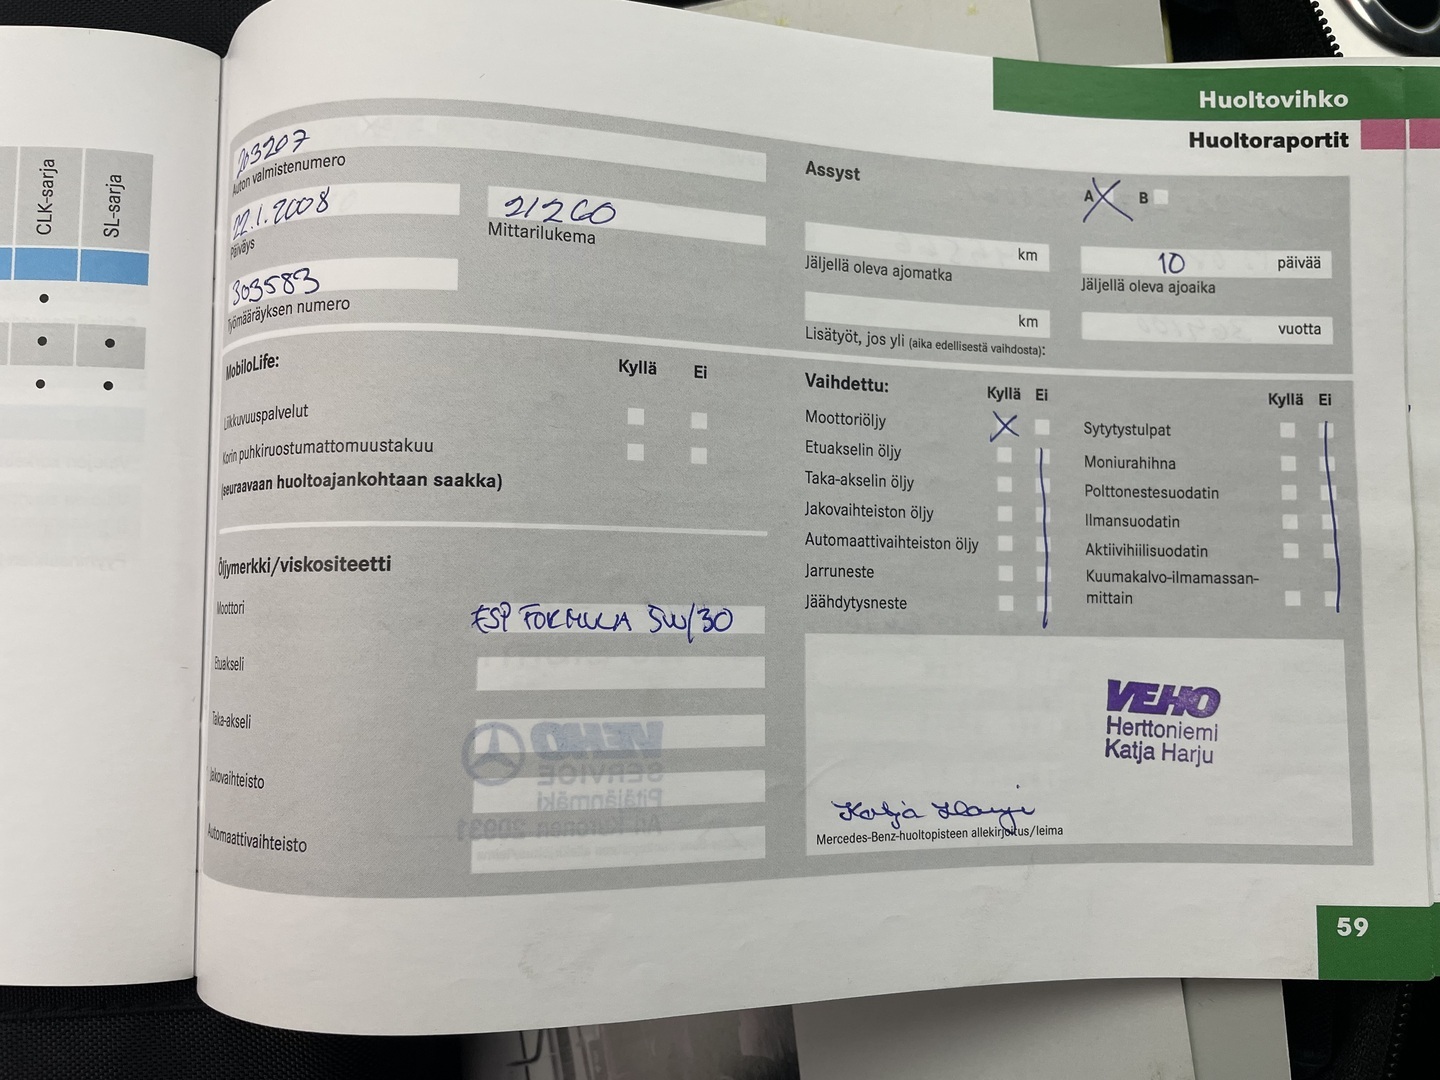 CLK-sarja
SL-sarja
Huoltovihko
Huoltoraportit
203207
Auton valmistenumero
22.1.2008
Päiväys
21260
Mittarilukema
303583
Työmääräyksen numero
MobiloLife:
Kyllä Ei
Liikkuvuuspalvelut
Korin puhkiruostumattomuustakuu
(seuraavaan huoltoajankohtaan saakka)
Öljymerkki/viskositeetti
Moottori
ESP FORMULA 5W/30
Etuakseli
Taka-akseli
Jakovaihteisto
Automaattivaihteisto
Assyst
A X B
km
Jäljellä oleva ajomatka
10 päivää
Jäljellä oleva ajoaika
km
Lisätyöt, jos yli (aika edellisestä vaihdosta):
vuotta
Vaihdettu:
Kyllä Ei
Moottoriöljy X
Etuakselin öljy
Taka-akselin öljy
Jakovaihteiston öljy
Automaattivaihteiston öljy
Jarruneste
Jäähdytysneste
Kyllä Ei
Sytytystulpat
Moniurahihna
Polttonestesuodatin
Ilmansuodatin
Aktiivihiilisuodatin
Kuumakalvo-ilmamassan-
mittain
VEHO
Herttoniemi
Katja Harju
Katja Harju
Mercedes-Benz-huoltopisteen allekirjoitus/leima
59